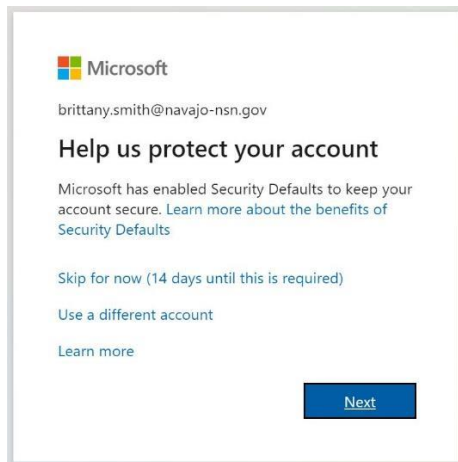 Microsoft
brittany.smith@navajo-nsn.gov
Help us protect your account
Microsoft has enabled Security Defaults to keep your
account secure. Learn more about the benefits of
Security Defaults
Skip for now (14 days until this is required)
Use a different account
Learn more
Next